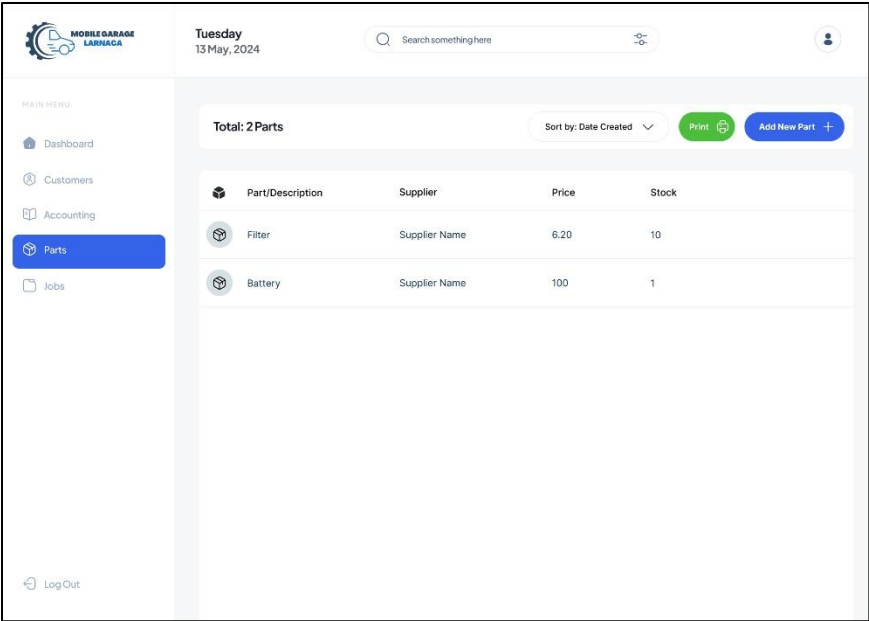 MOBILE GARAGE
LARNACA
Tuesday
13 May, 2024
Search something here
MAIN MENU
Dashboard
Customers
Accounting
Parts
Jobs
Log Out
Total: 2 Parts
Sort by: Date Created
Print
Add New Part
Part/Description Supplier Price Stock
Filter Supplier Name 6.20 10
Battery Supplier Name 100 1